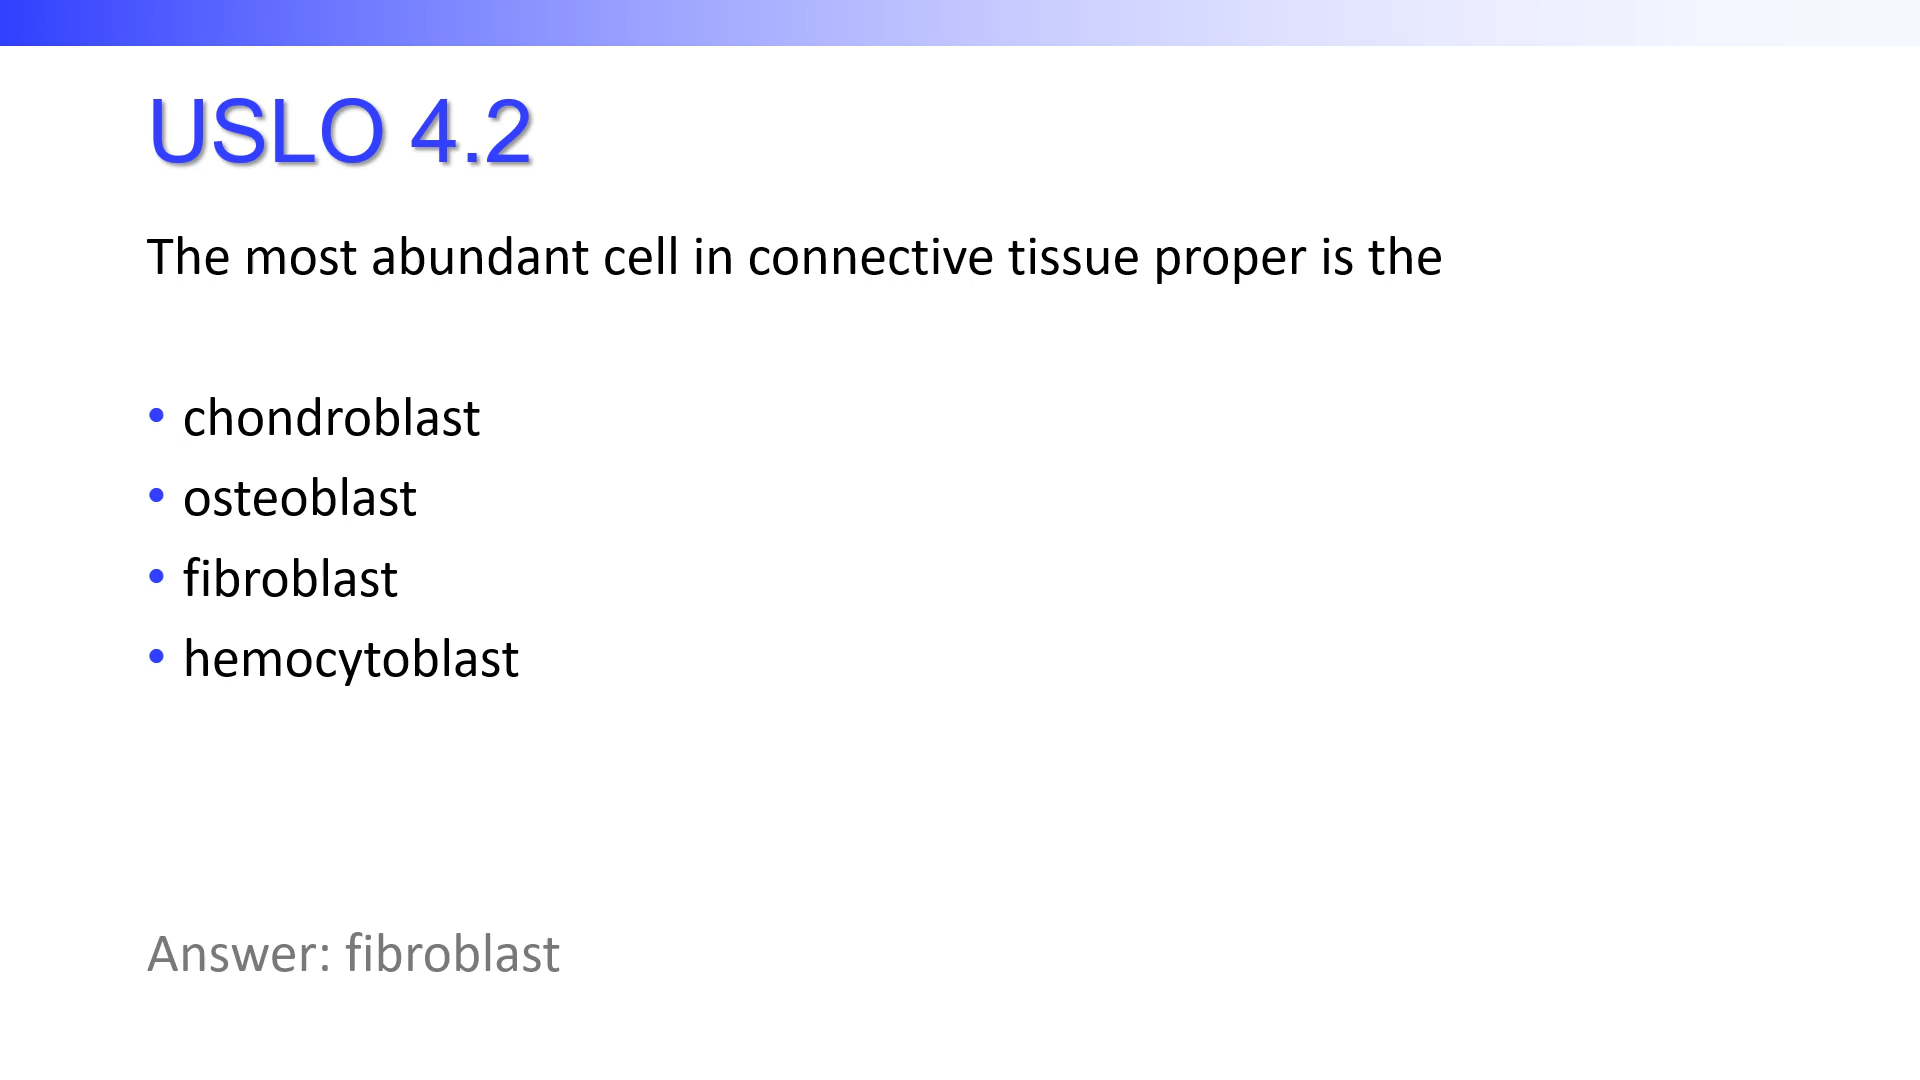 USLO 4.2
The most abundant cell in connective tissue proper is the
• chondroblast
• osteoblast
• fibroblast
• hemocytoblast
Answer: fibroblast